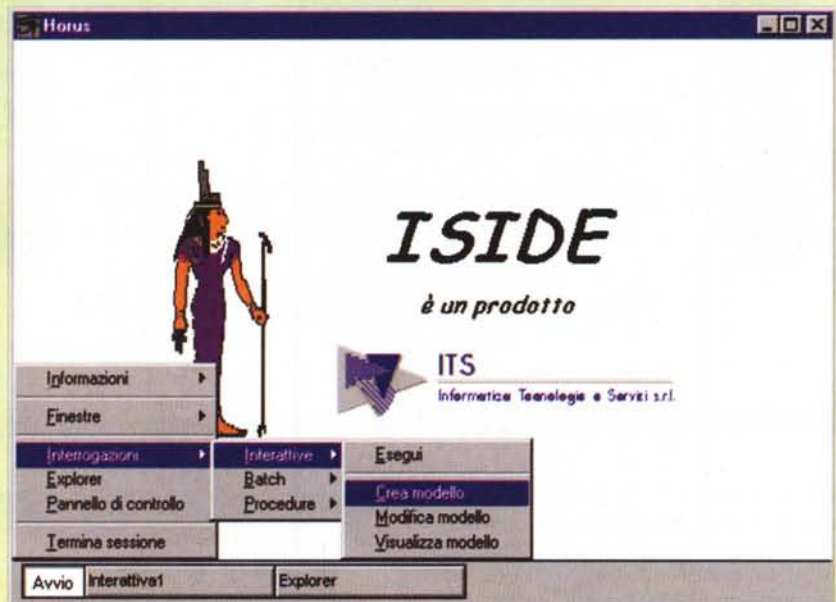 Horus
ISIDE
è un prodotto
ITS
Informatica Tecnologie e Servizi s.r.l.
Informazioni
Finestre
Interrogazioni
Explorer
Pannello di controllo
Termina sessione
Interattive
Batch
Procedure
Esegui
Crea modello
Modifica modello
Visualizza modello
Avvio
Interattiva1
Explorer